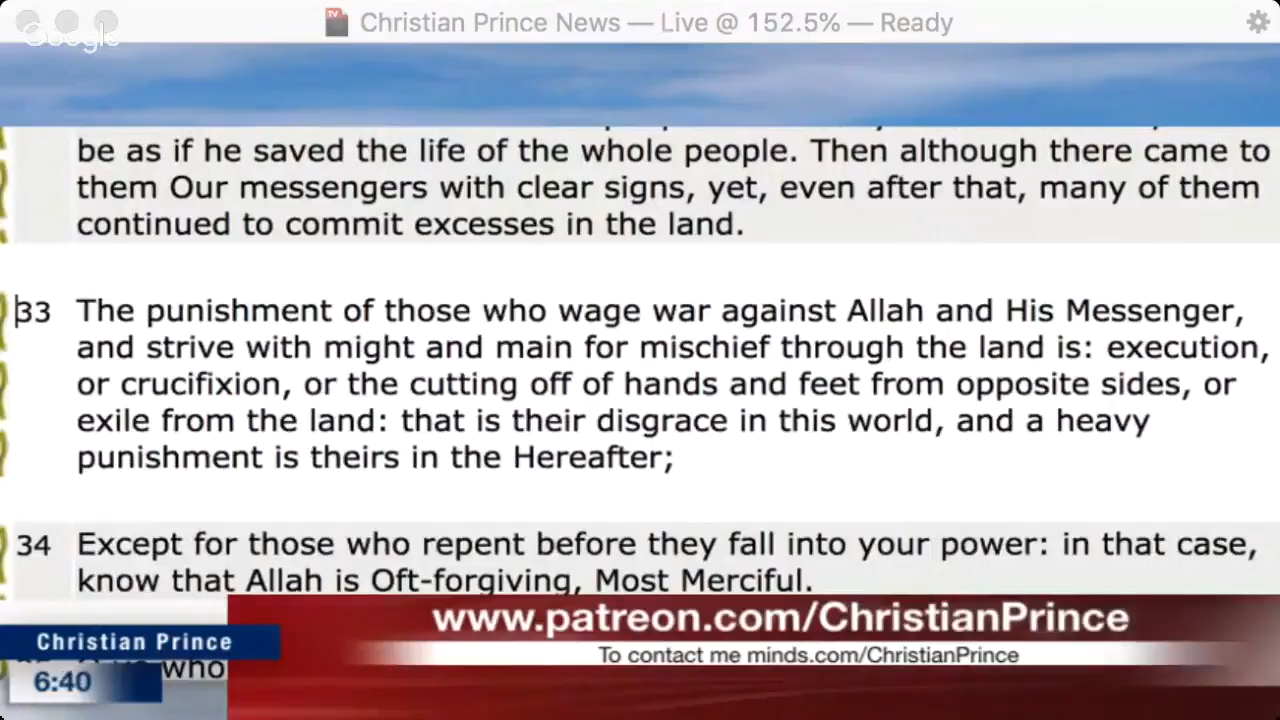 Christian Prince News — Live @ 152.5% — Ready
Google
be as if he saved the life of the whole people. Then although there came to
them Our messengers with clear signs, yet, even after that, many of them
continued to commit excesses in the land.
33 The punishment of those who wage war against Allah and His Messenger,
and strive with might and main for mischief through the land is: execution,
or crucifixion, or the cutting off of hands and feet from opposite sides, or
exile from the land: that is their disgrace in this world, and a heavy
punishment is theirs in the Hereafter;
34 Except for those who repent before they fall into your power: in that case,
know that Allah is Oft-forgiving, Most Merciful.
www.patreon.com/ChristianPrince
Christian Prince
To contact me minds.com/ChristianPrince
who
6:40